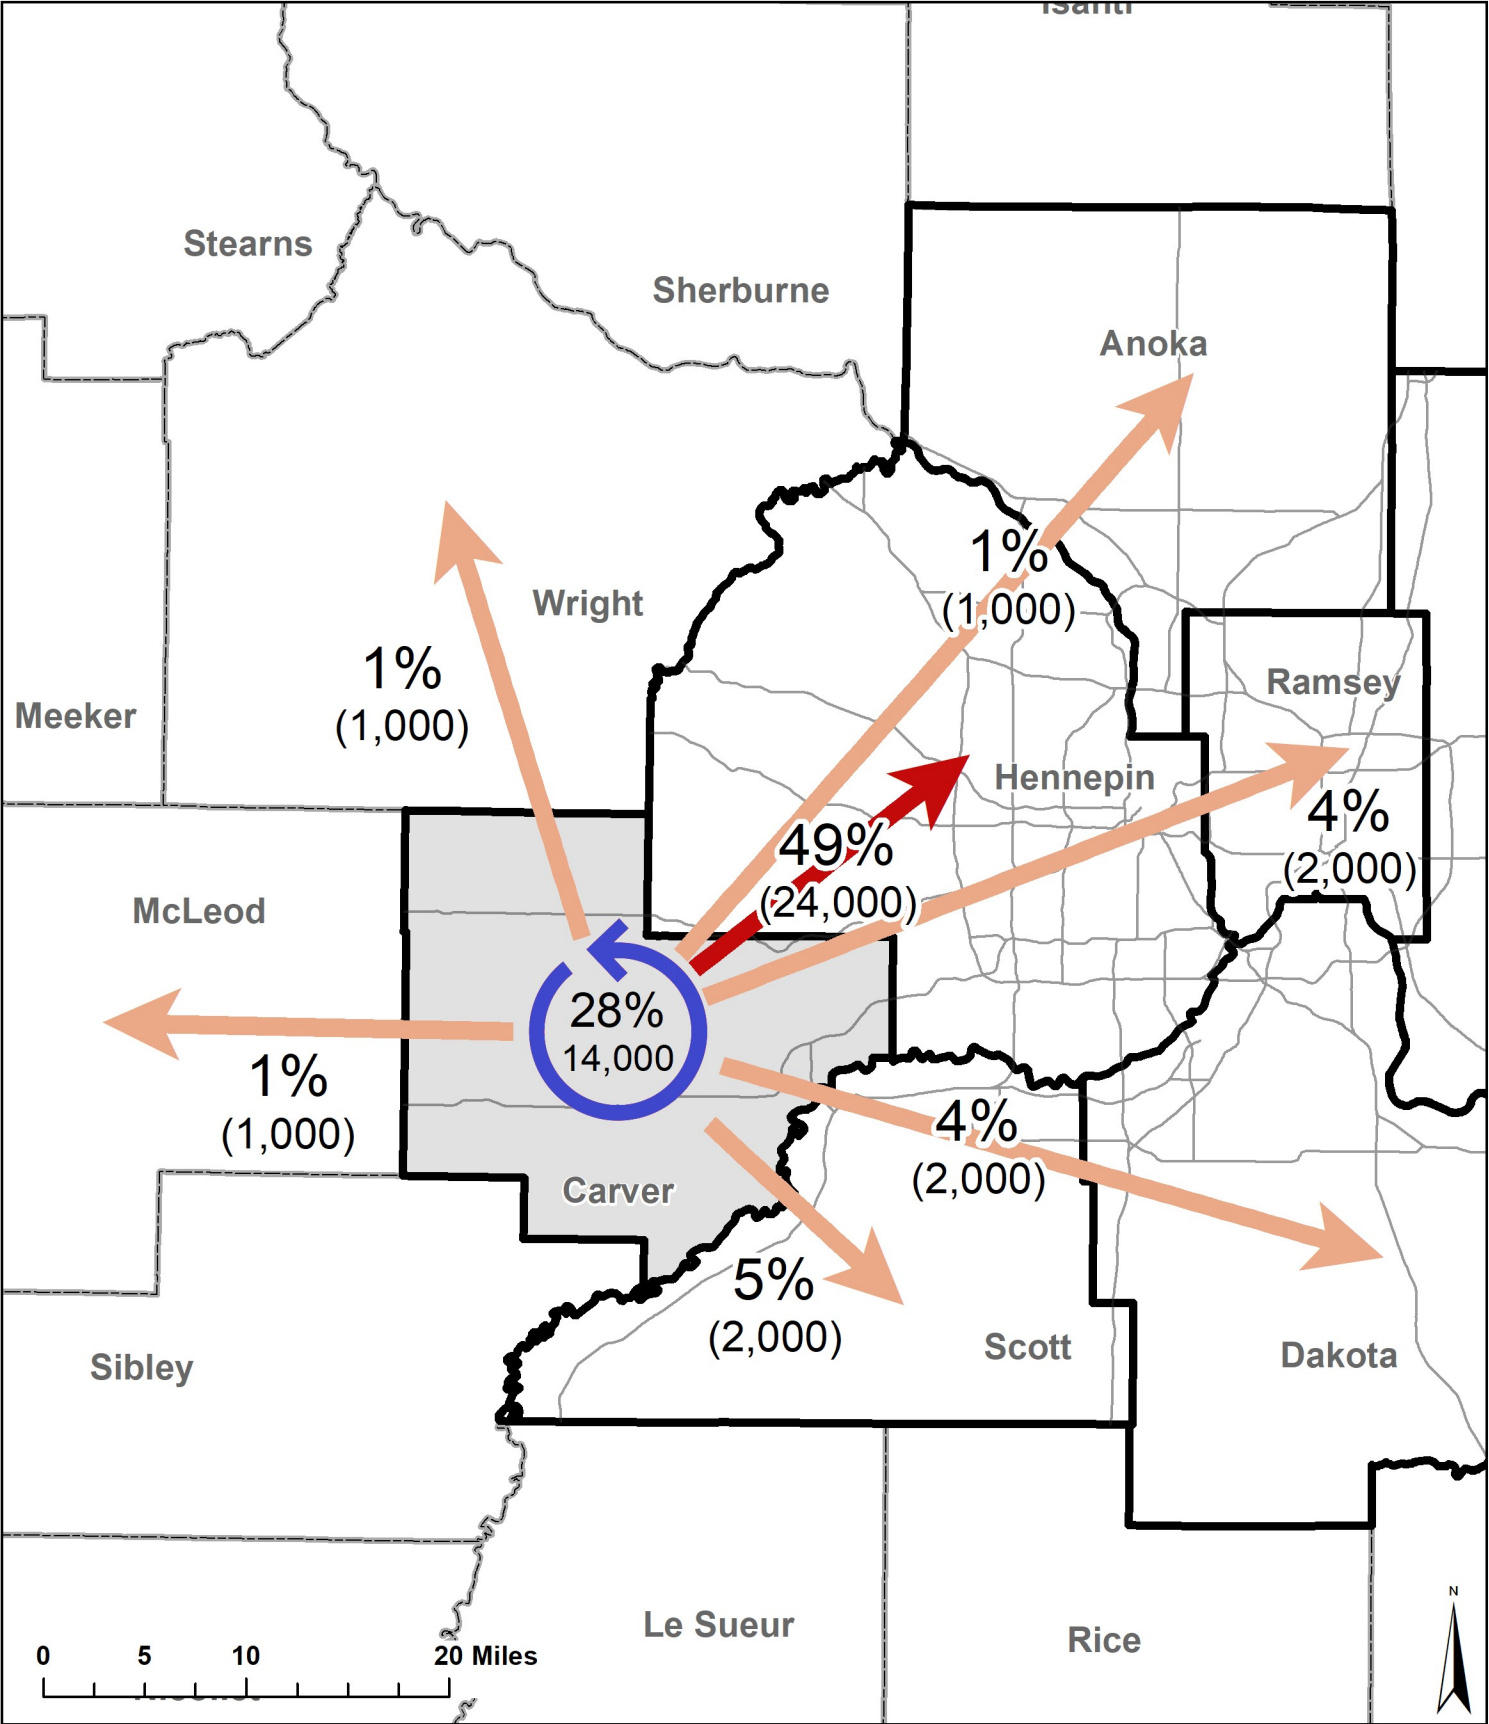 Isanti
Stearns
Sherburne
Anoka
1%
(1,000)
Wright
1%
(1,000)
Ramsey
Meeker
Hennepin
4%
(2,000)
49%
(24,000)
McLeod
28%
14,000
1%
(1,000)
4%
(2,000)
Carver
5%
(2,000)
Scott
Dakota
Sibley
N
Le Sueur
Rice
0 5 10 20 Miles